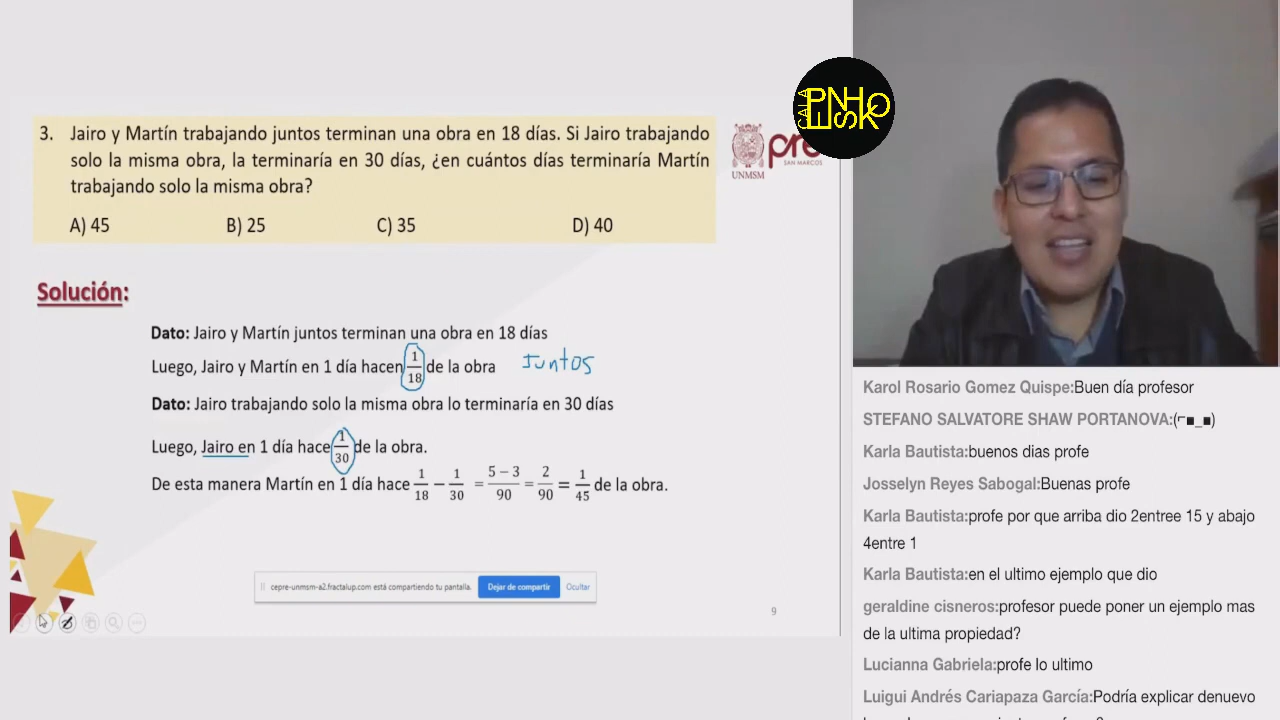 3. Jairo y Martín trabajando juntos terminan una obra en 18 días. Si Jairo trabajando
solo la misma obra, la terminaría en 30 días, ¿en cuántos días terminaría Martín
trabajando solo la misma obra?
A) 45 B) 25 C) 35 D) 40
UNMSM
pre
SAN MARCOS
CALA
PENHSKO
Solución:
Dato: Jairo y Martín juntos terminan una obra en 18 días
Luego, Jairo y Martín en 1 día hacen 1/18 de la obra Juntos
Dato: Jairo trabajando solo la misma obra lo terminaría en 30 días
Luego, Jairo en 1 día hace 1/30 de la obra.
De esta manera Martín en 1 día hace 1/18 − 1/30 = 5 − 3/90 = 2/90 = 1/45 de la obra.
cepre-unmsm-a2.fractalup.com está compartiendo tu pantalla. Dejar de compartir Ocultar
9
Karol Rosario Gomez Quispe:Buen día profesor
STEFANO SALVATORE SHAW PORTANOVA:(⌐■_■)
Karla Bautista:buenos dias profe
Josselyn Reyes Sabogal:Buenas profe
Karla Bautista:profe por que arriba dio 2entree 15 y abajo
4entre 1
Karla Bautista:en el ultimo ejemplo que dio
geraldine cisneros:profesor puede poner un ejemplo mas
de la ultima propiedad?
Lucianna Gabriela:profe lo ultimo
Luigui Andrés Cariapaza García:Podría explicar denuevo